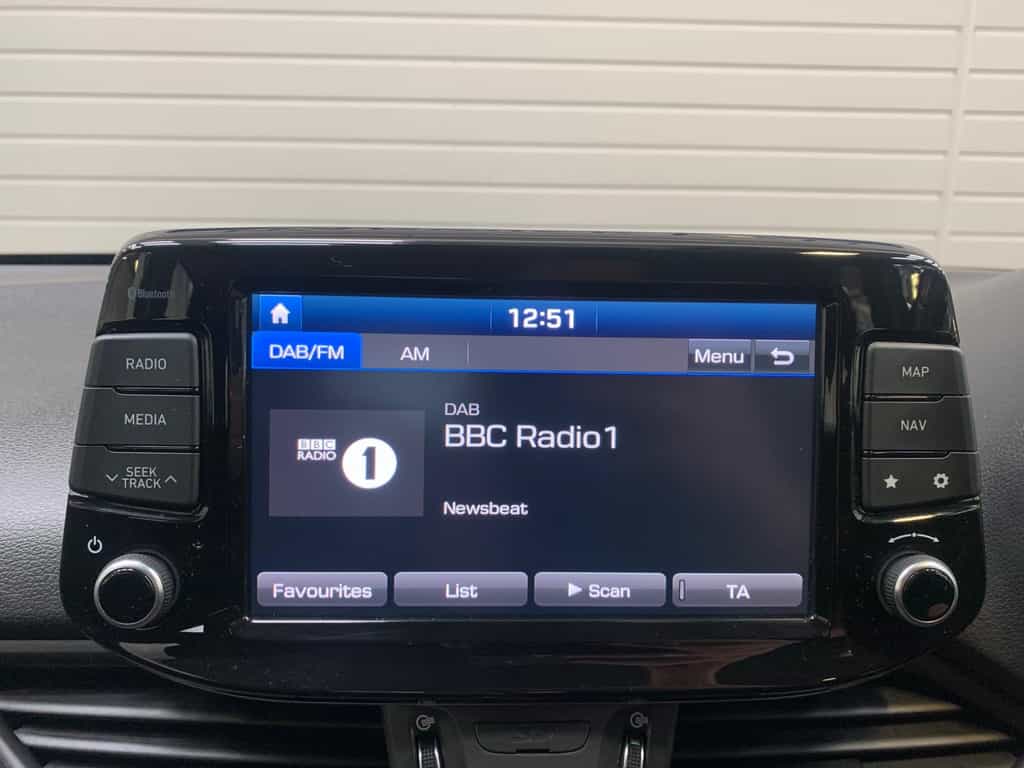 Bluetooth
12:51
DAB/FM
AM
Menu
RADIO
MEDIA
SEEK
TRACK
MAP
NAV
BBC
RADIO
1
DAB
BBC Radio1
Newsbeat
Favourites
List
Scan
TA